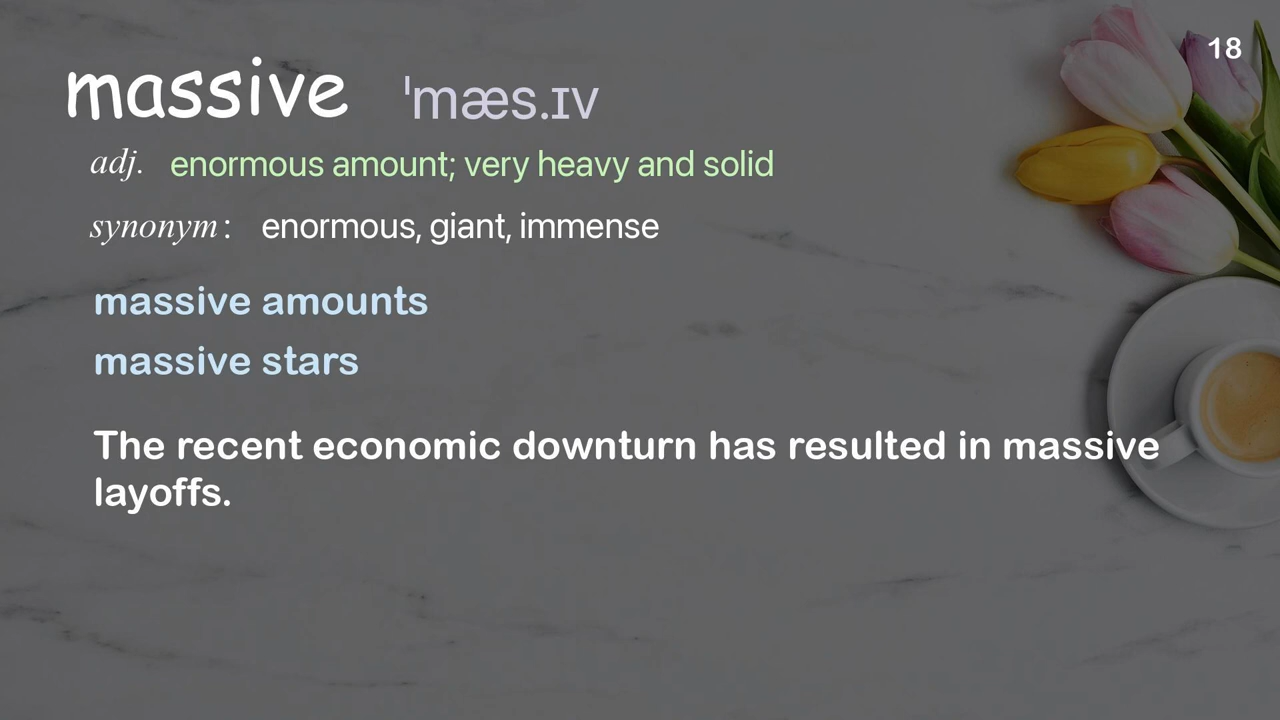 18
massive ˈmæs.ɪv
adj. enormous amount; very heavy and solid
synonym: enormous, giant, immense
massive amounts
massive stars
The recent economic downturn has resulted in massive
layoffs.